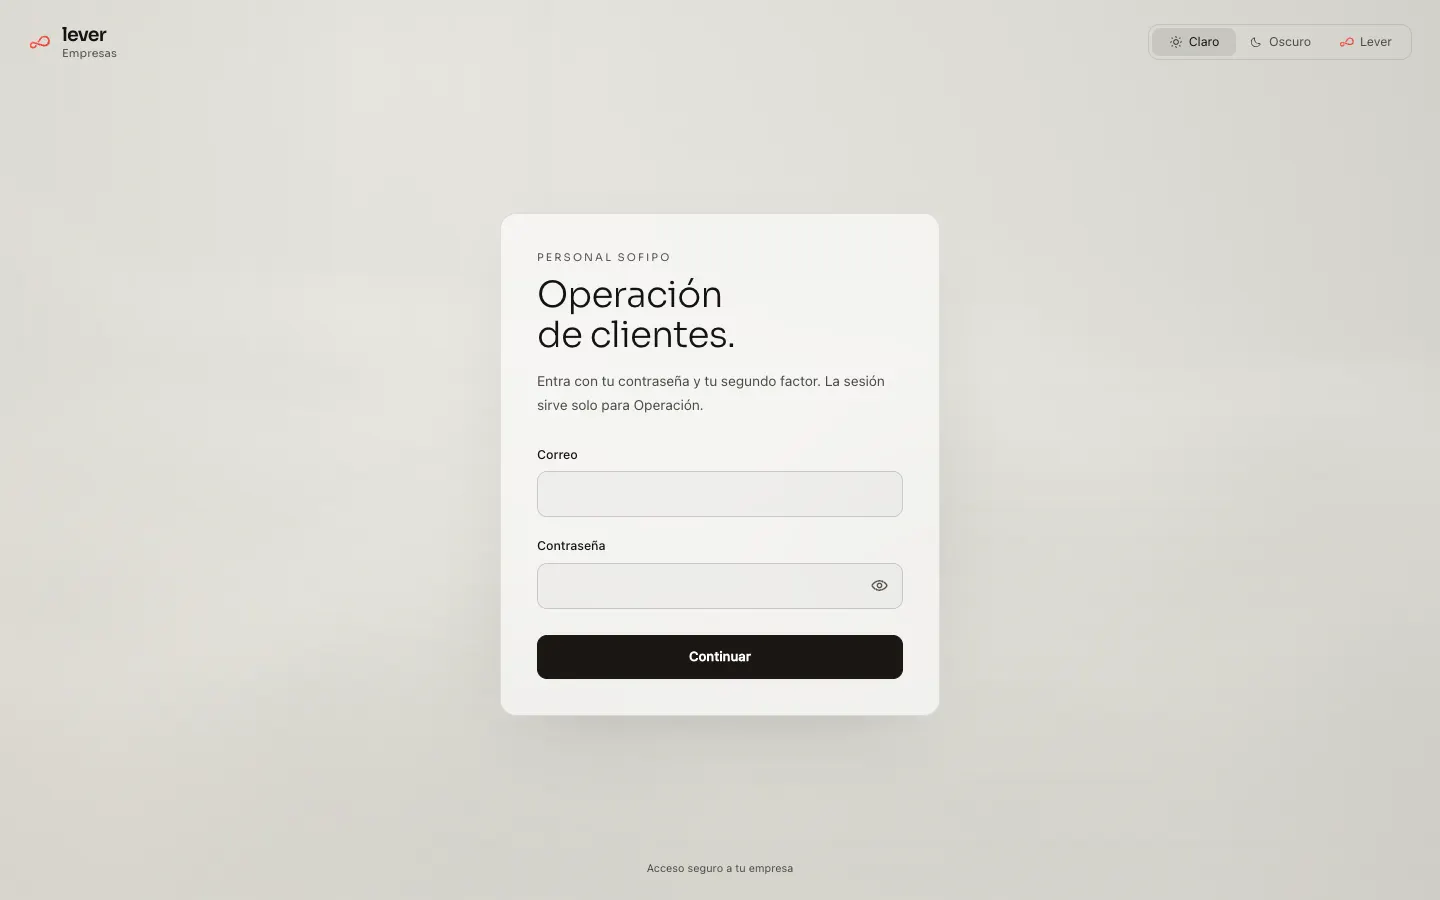 lever
Empresas
Claro
Oscuro
Lever
PERSONAL SOFIPO
Operación
de clientes.
Entra con tu contraseña y tu segundo factor. La sesión
sirve solo para Operación.
Correo
Contraseña
Continuar
Acceso seguro a tu empresa